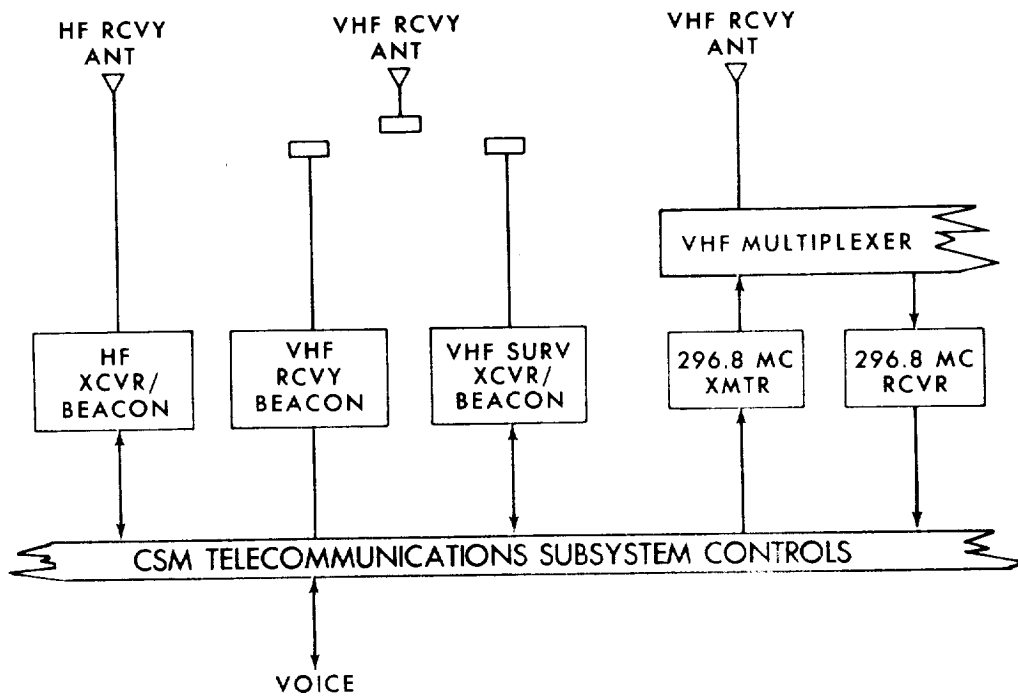 HF RCVY
ANT
VHF RCVY
ANT
VHF RCVY
ANT
VHF MULTIPLEXER
HF
XCVR/
BEACON
VHF
RCVY
BEACON
VHF SURV
XCVR/
BEACON
296.8 MC
XMTR
296.8 MC
RCVR
CSM TELECOMMUNICATIONS SUBSYSTEM CONTROLS
VOICE